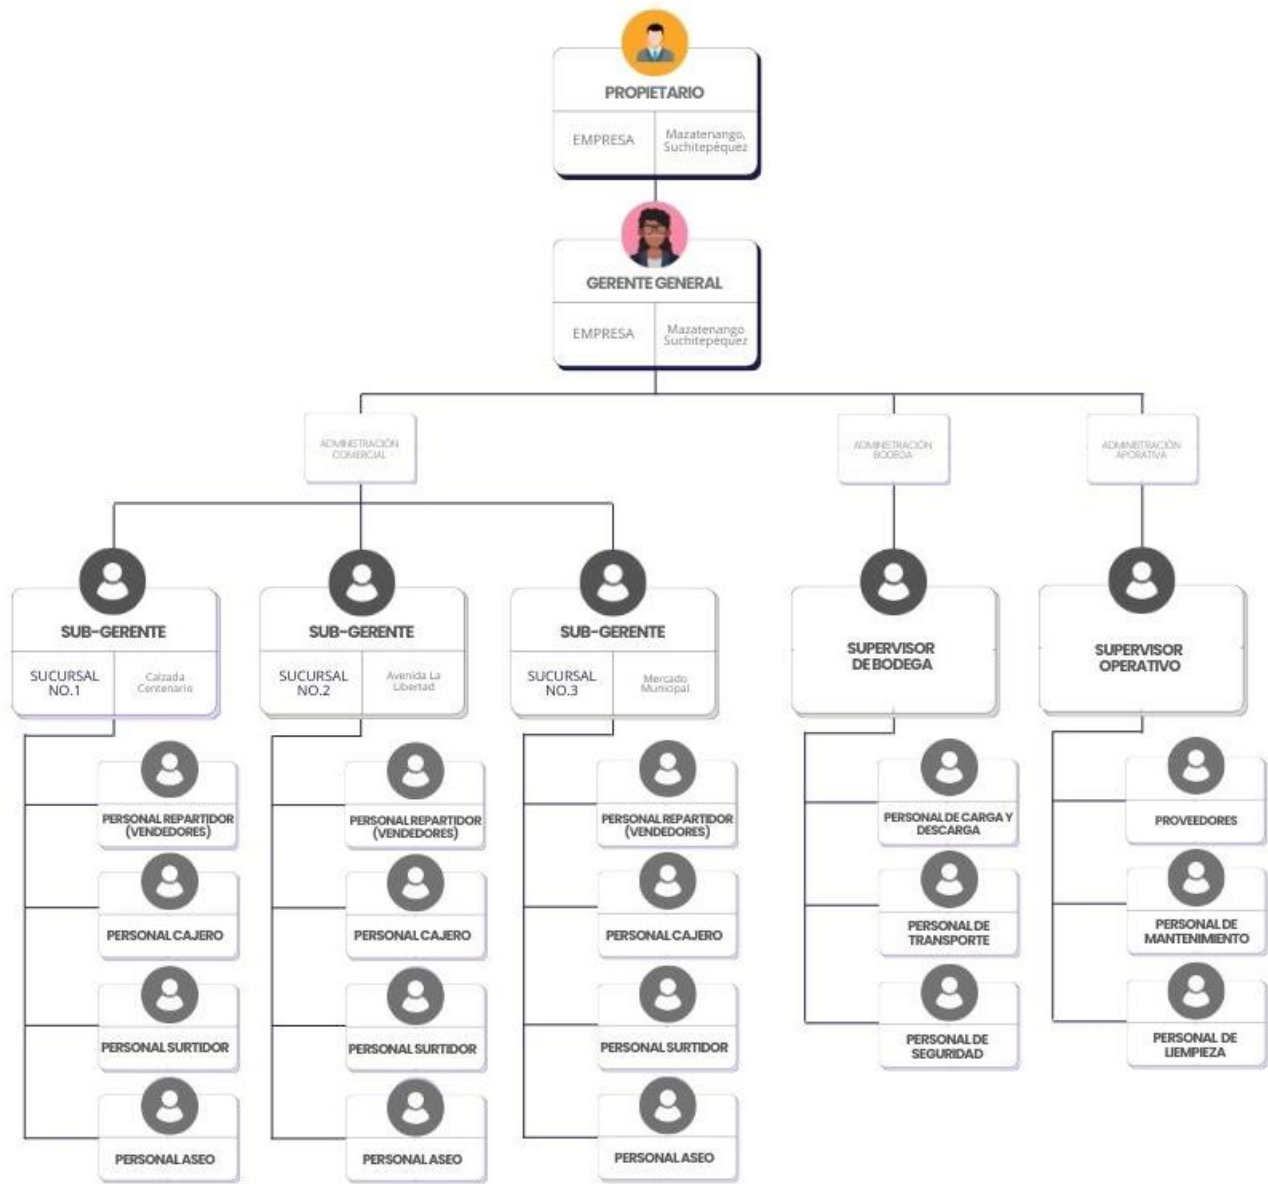 PROPIETARIO
EMPRESA
Mazatenango,
Suchitepéquez
GERENTE GENERAL
EMPRESA
Mazatenango
Suchitepéquez
ADMINISTRACIÓN
COMERCIAL
ADMINISTRACIÓN
BODEGA
ADMINISTRACIÓN
APORATIVA
SUB-GERENTE
SUCURSAL
NO.1
Calzada
Centenario
SUB-GERENTE
SUCURSAL
NO.2
Avenida La
Libertad
SUB-GERENTE
SUCURSAL
NO.3
Mercado
Municipal
SUPERVISOR
DE BODEGA
SUPERVISOR
OPERATIVO
PERSONAL REPARTIDOR
(VENDEDORES)
PERSONAL CAJERO
PERSONAL SURTIDOR
PERSONAL ASEO
PERSONAL REPARTIDOR
(VENDEDORES)
PERSONAL CAJERO
PERSONAL SURTIDOR
PERSONAL ASEO
PERSONAL REPARTIDOR
(VENDEDORES)
PERSONAL CAJERO
PERSONAL SURTIDOR
PERSONAL ASEO
PERSONAL DE CARGA Y
DESCARGA
PERSONAL DE
TRANSPORTE
PERSONAL DE
SEGURIDAD
PROVEEDORES
PERSONAL DE
MANTENIMIENTO
PERSONAL DE
LIEMPIEZA